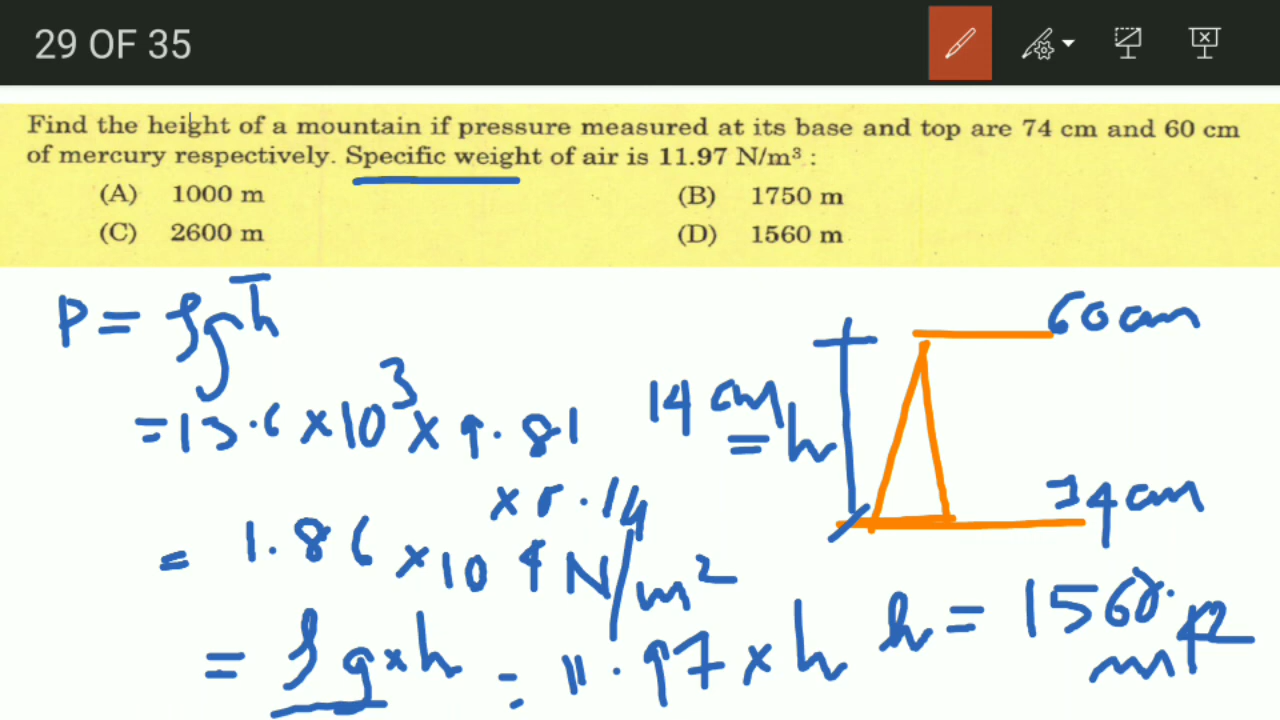 29 OF 35
Find the height of a mountain if pressure measured at its base and top are 74 cm and 60 cm
of mercury respectively. Specific weight of air is 11.97 N/m³ :
(A) 1000 m (B) 1750 m
(C) 2600 m (D) 1560 m
P = ρgh
60 cm
= 13.6 × 10³ × 9.81
14 cm = h
× 0.14
74 cm
= 1.86 × 10⁴ N/m²
= ρg × h = 11.97 × h
h = 1560.42 m